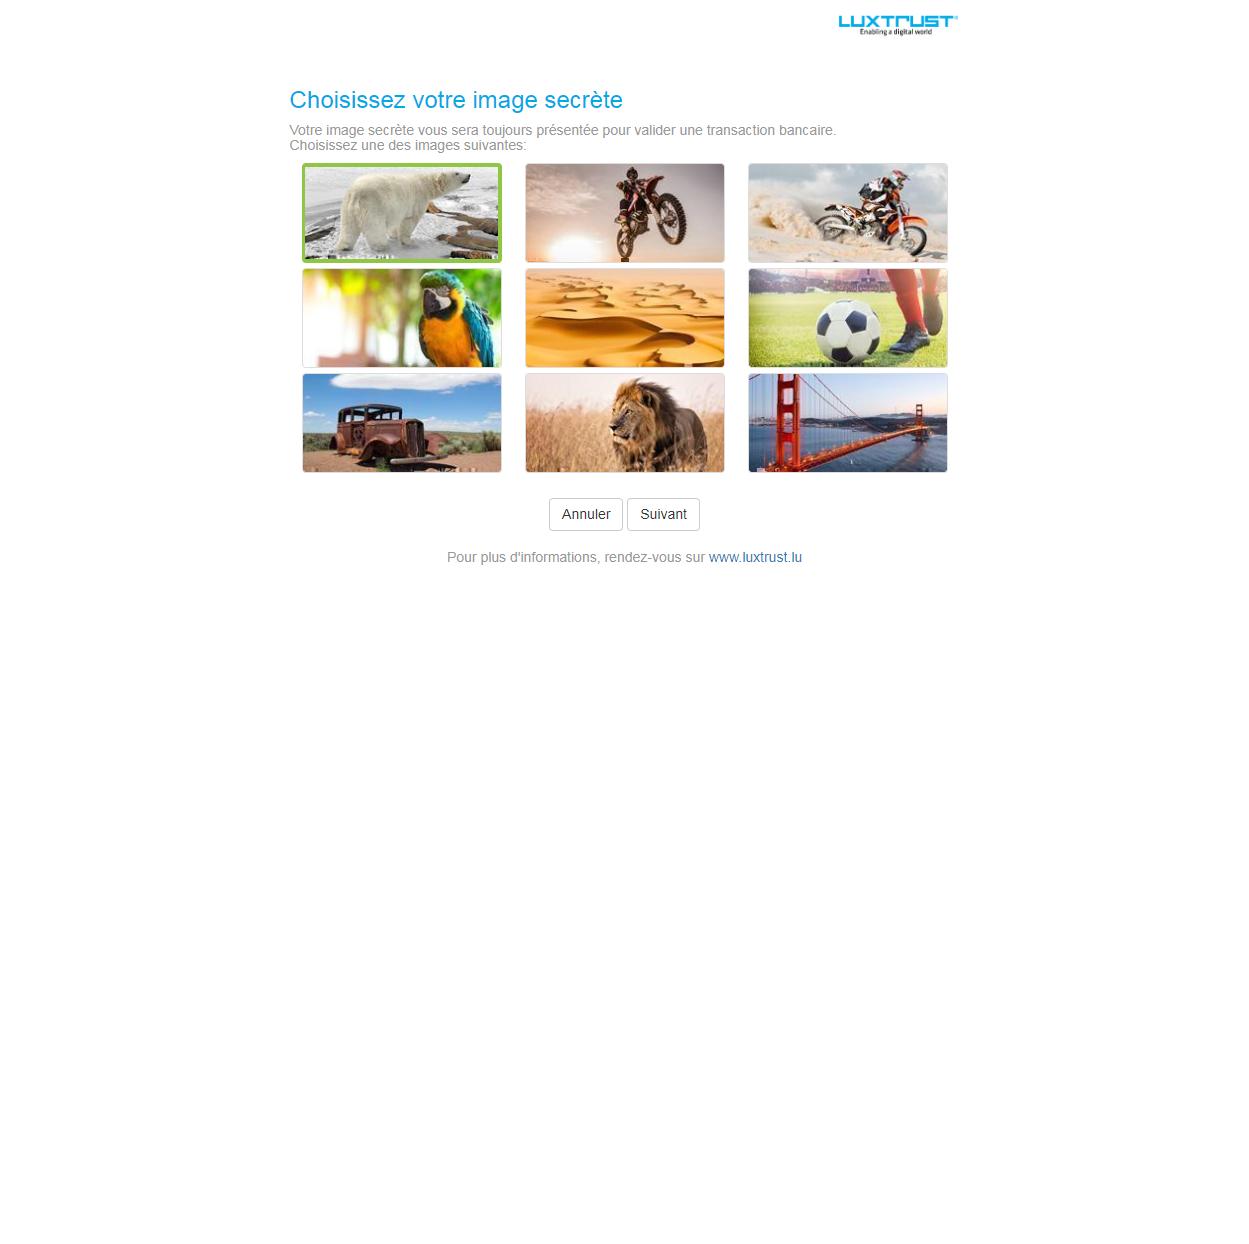 LUXTRUST
Enabling a digital world
Choisissez votre image secrète
Votre image secrète vous sera toujours présentée pour valider une transaction bancaire.
Choisissez une des images suivantes:
Annuler
Suivant
Pour plus d'informations, rendez-vous sur www.luxtrust.lu